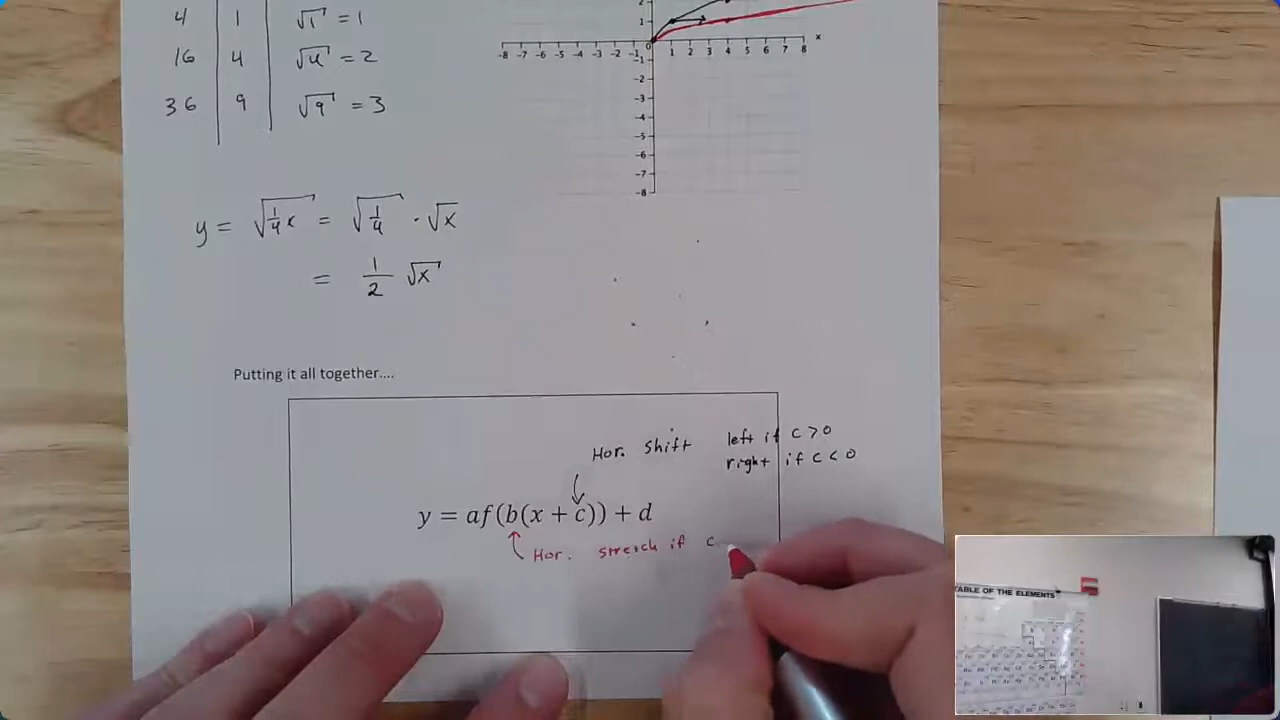 4 1 √1 = 1
16 4 √4 = 2
36 9 √9 = 3
2
1
-8 -7 -6 -5 -4 -3 -2 -1 0 1 2 3 4 5 6 7 8 x
-1
-2
-3
-4
-5
-6
-7
-8
y = √(1/4 x) = √(1/4) · √x
= 1/2 √x
Putting it all together....
Hor. Shift left if c > 0
right if c < 0
y = af(b(x + c)) + d
Hor. stretch if c
TABLE OF THE ELEMENTS